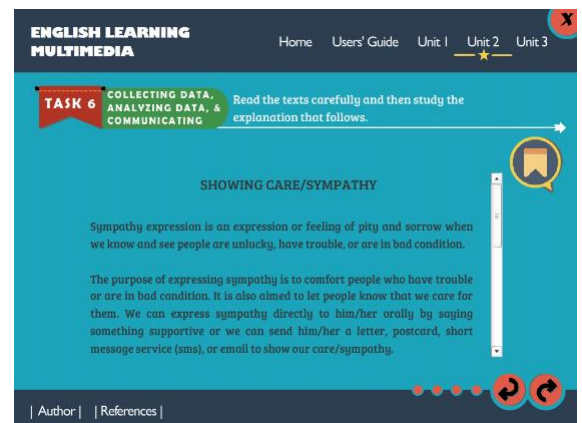 ENGLISH LEARNING
MULTIMEDIA
Home Users' Guide Unit 1 Unit 2 Unit 3
X
TASK 6
COLLECTING DATA,
ANALYZING DATA, &
COMMUNICATING
Read the texts carefully and then study the
explanation that follows.
SHOWING CARE/SYMPATHY
Sympathy expression is an expression or feeling of pity and sorrow when
we know and see people are unlucky, have trouble, or are in bad condition.
The purpose of expressing sympathy is to comfort people who have trouble
or are in bad condition. It is also aimed to let people know that we care for
them. We can express sympathy directly to him/her orally by saying
something supportive or we can send him/her a letter, postcard, short
message service (sms), or email to show our care/sympathy.
| Author | | References |